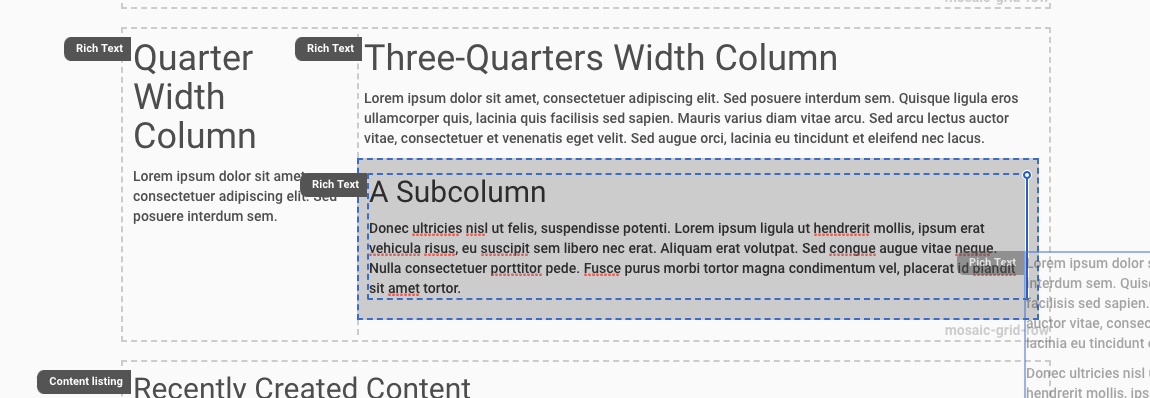 mosaic-grid-row
Rich Text
Quarter
Width
Column
Lorem ipsum dolor sit amet,
consectetuer adipiscing elit. Sed
posuere interdum sem.
Rich Text
Three-Quarters Width Column
Lorem ipsum dolor sit amet, consectetuer adipiscing elit. Sed posuere interdum sem. Quisque ligula eros
ullamcorper quis, lacinia quis facilisis sed sapien. Mauris varius diam vitae arcu. Sed arcu lectus auctor
vitae, consectetuer et venenatis eget velit. Sed augue orci, lacinia eu tincidunt et eleifend nec lacus.
Rich Text
A Subcolumn
Donec ultricies nisl ut felis, suspendisse potenti. Lorem ipsum ligula ut hendrerit mollis, ipsum erat
vehicula risus, eu suscipit sem libero nec erat. Aliquam erat volutpat. Sed congue augue vitae neque.
Nulla consectetuer porttitor pede. Fusce purus morbi tortor magna condimentum vel, placerat id blandit
sit amet tortor.
Rich Text
Lorem ipsum dolor s
interdum sem. Quis
facilisis sed sapien.
auctor vitae, consec
lacinia eu tincidunt e
Donec ultricies nisl
hendrerit mollis, ips
mosaic-grid-row
Content listing
Recently Created Content